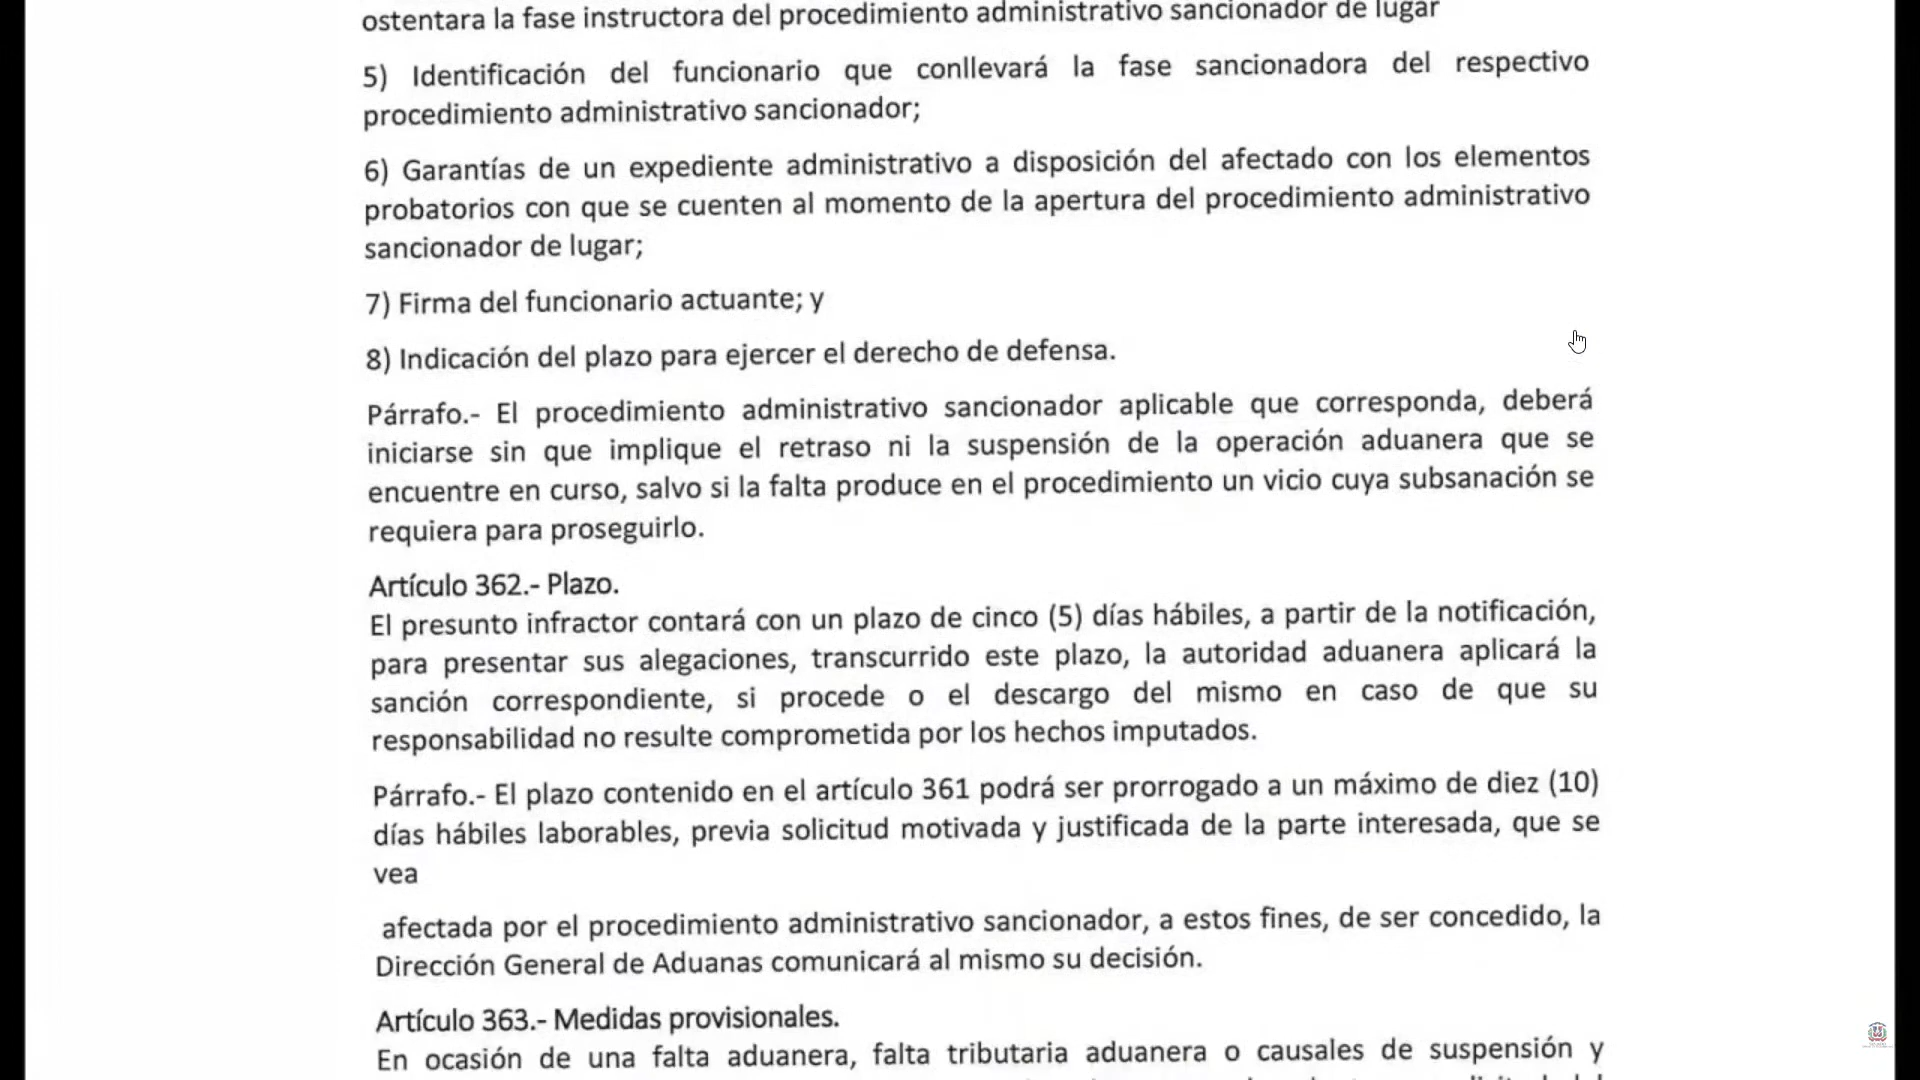 ostentara la fase instructora del procedimiento administrativo sancionador de lugar
5) Identificación del funcionario que conllevará la fase sancionadora del respectivo
procedimiento administrativo sancionador;
6) Garantías de un expediente administrativo a disposición del afectado con los elementos
probatorios con que se cuenten al momento de la apertura del procedimiento administrativo
sancionador de lugar;
7) Firma del funcionario actuante; y
8) Indicación del plazo para ejercer el derecho de defensa.
Párrafo.- El procedimiento administrativo sancionador aplicable que corresponda, deberá
iniciarse sin que implique el retraso ni la suspensión de la operación aduanera que se
encuentre en curso, salvo si la falta produce en el procedimiento un vicio cuya subsanación se
requiera para proseguirlo.
Artículo 362.- Plazo.
El presunto infractor contará con un plazo de cinco (5) días hábiles, a partir de la notificación,
para presentar sus alegaciones, transcurrido este plazo, la autoridad aduanera aplicará la
sanción correspondiente, si procede o el descargo del mismo en caso de que su
responsabilidad no resulte comprometida por los hechos imputados.
Párrafo.- El plazo contenido en el artículo 361 podrá ser prorrogado a un máximo de diez (10)
días hábiles laborables, previa solicitud motivada y justificada de la parte interesada, que se
vea
afectada por el procedimiento administrativo sancionador, a estos fines, de ser concedido, la
Dirección General de Aduanas comunicará al mismo su decisión.
Artículo 363.- Medidas provisionales.
En ocasión de una falta aduanera, falta tributaria aduanera o causales de suspensión y